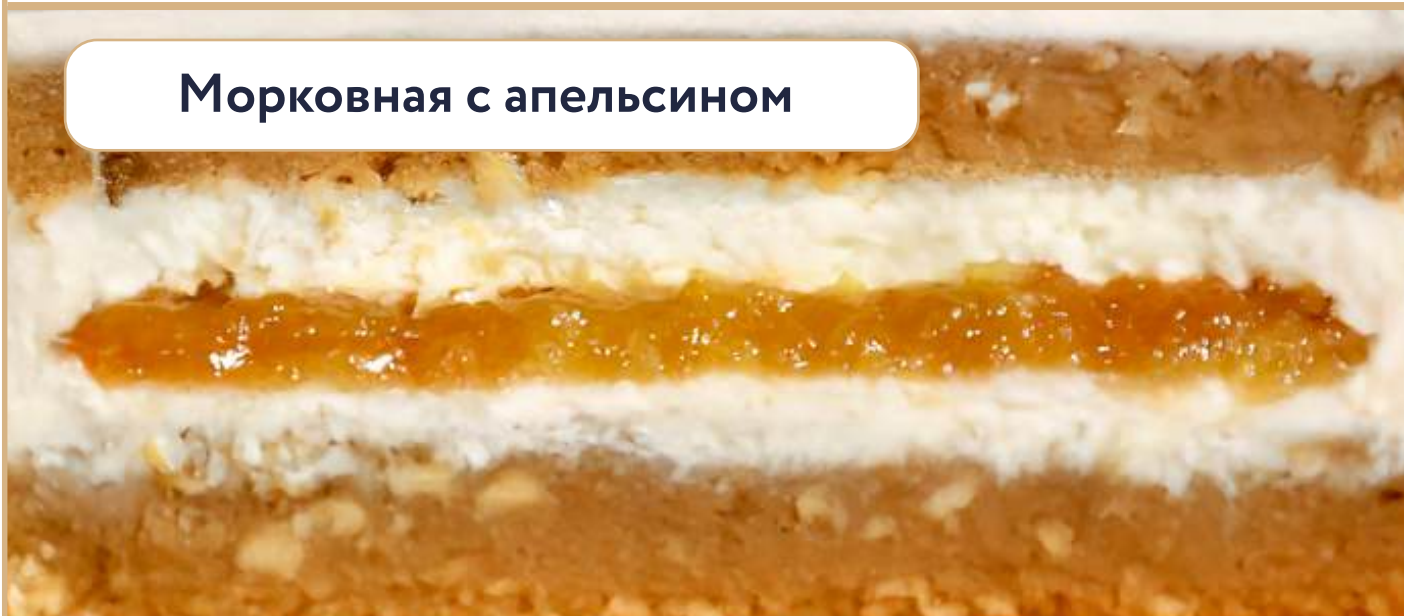 Морковная с апельсином